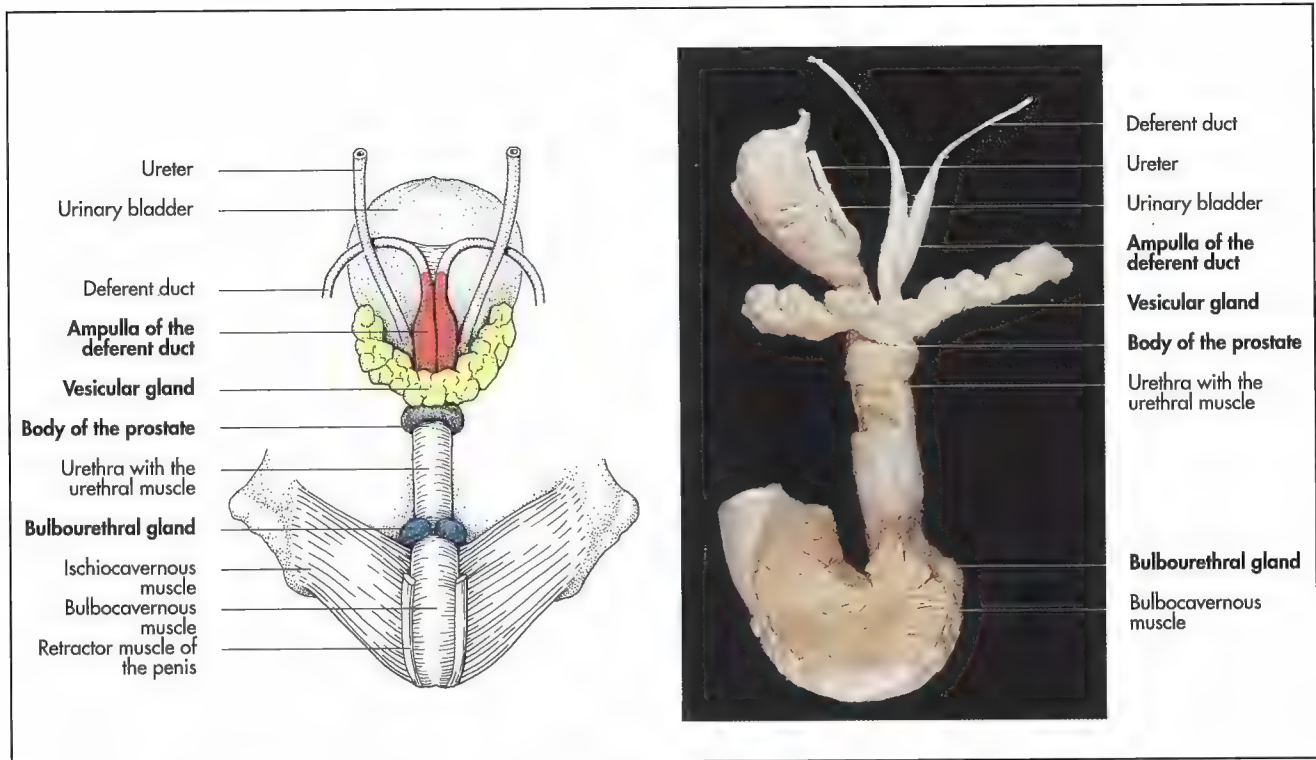 Ureter
Urinary bladder
Deferent duct
Ampulla of the
deferent duct
Vesicular gland
Body of the prostate
Urethra with the
urethral muscle
Bulbourethral gland
Ischiocavernous
muscle
Bulbocavernous
muscle
Retractor muscle of
the penis
Deferent duct
Ureter
Urinary bladder
Ampulla of the
deferent duct
Vesicular gland
Body of the prostate
Urethra with the
urethral muscle
Bulbourethral gland
Bulbocavernous
muscle